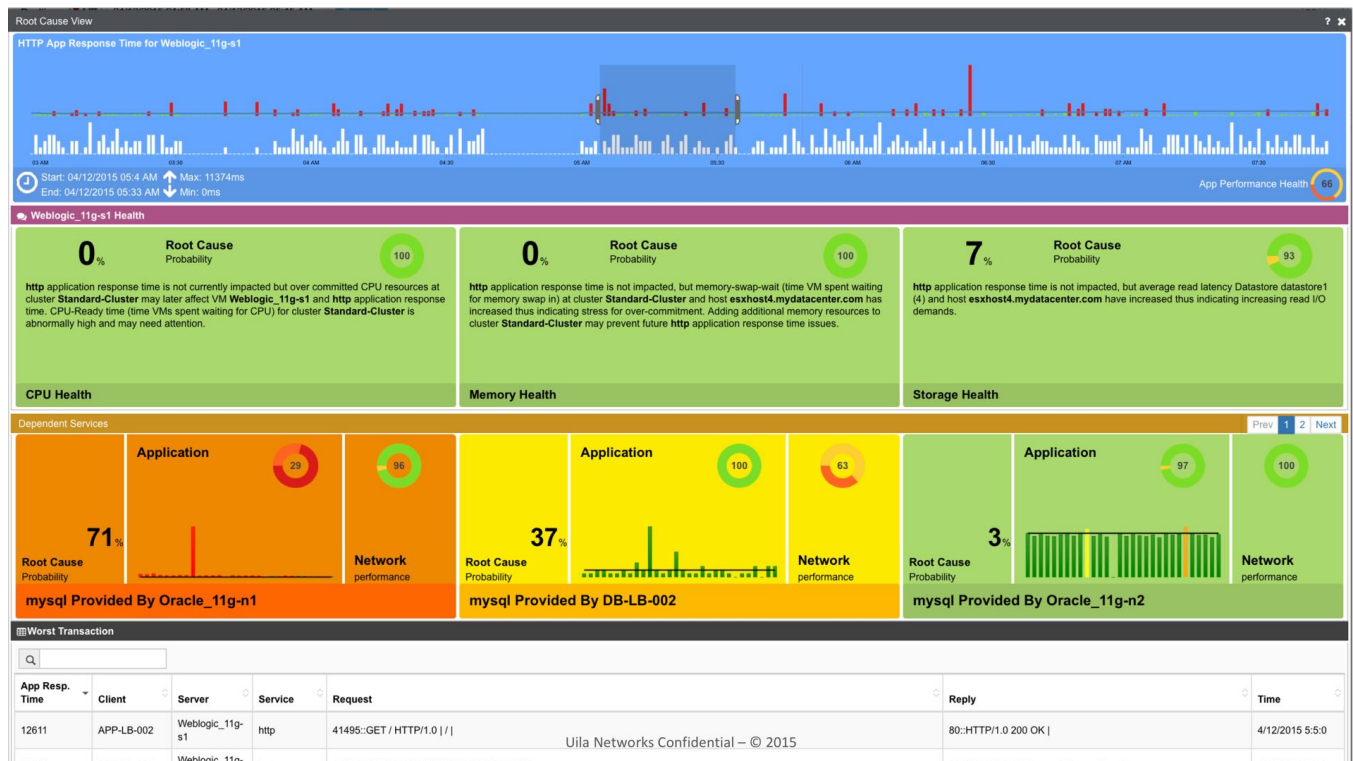 Root Cause View
? ✖
HTTP App Response Time for Weblogic_11g-s1
03 AM 03:30 04 AM 04:30 05 AM 05:30 06 AM 06:30 07 AM 07:30
Start: 04/12/2015 05:4 AM Max: 11374ms
End: 04/12/2015 05:33 AM Min: 0ms
App Performance Health 66
Weblogic_11g-s1 Health
0% Root Cause
Probability
100
http application response time is not currently impacted but over committed CPU resources at
cluster Standard-Cluster may later affect VM Weblogic_11g-s1 and http application response
time. CPU-Ready time (time VMs spent waiting for CPU) for cluster Standard-Cluster is
abnormally high and may need attention.
CPU Health
0% Root Cause
Probability
100
http application response time is not impacted, but memory-swap-wait (time VM spent waiting
for memory swap in) at cluster Standard-Cluster and host esxhost4.mydatacenter.com has
increased thus indicating stress for over-commitment. Adding additional memory resources to
cluster Standard-Cluster may prevent future http application response time issues.
Memory Health
7% Root Cause
Probability
93
http application response time is not impacted, but average read latency Datastore datastore1
(4) and host esxhost4.mydatacenter.com have increased thus indicating increasing read I/O
demands.
Storage Health
Dependent Services
Prev 1 2 Next
Application
29
96
71%
Root Cause
Probability
Network
performance
mysql Provided By Oracle_11g-n1
Application
100
63
37%
Root Cause
Probability
Network
performance
mysql Provided By DB-LB-002
Application
97
100
3%
Root Cause
Probability
Network
performance
mysql Provided By Oracle_11g-n2
Worst Transaction
App Resp.
Time Client Server Service Request Reply Time
12611 APP-LB-002 Weblogic_11g-
s1 http 41495::GET / HTTP/1.0 | / | 80::HTTP/1.0 200 OK | 4/12/2015 5:5:0
Uila Networks Confidential – © 2015
Weblogic_11g-